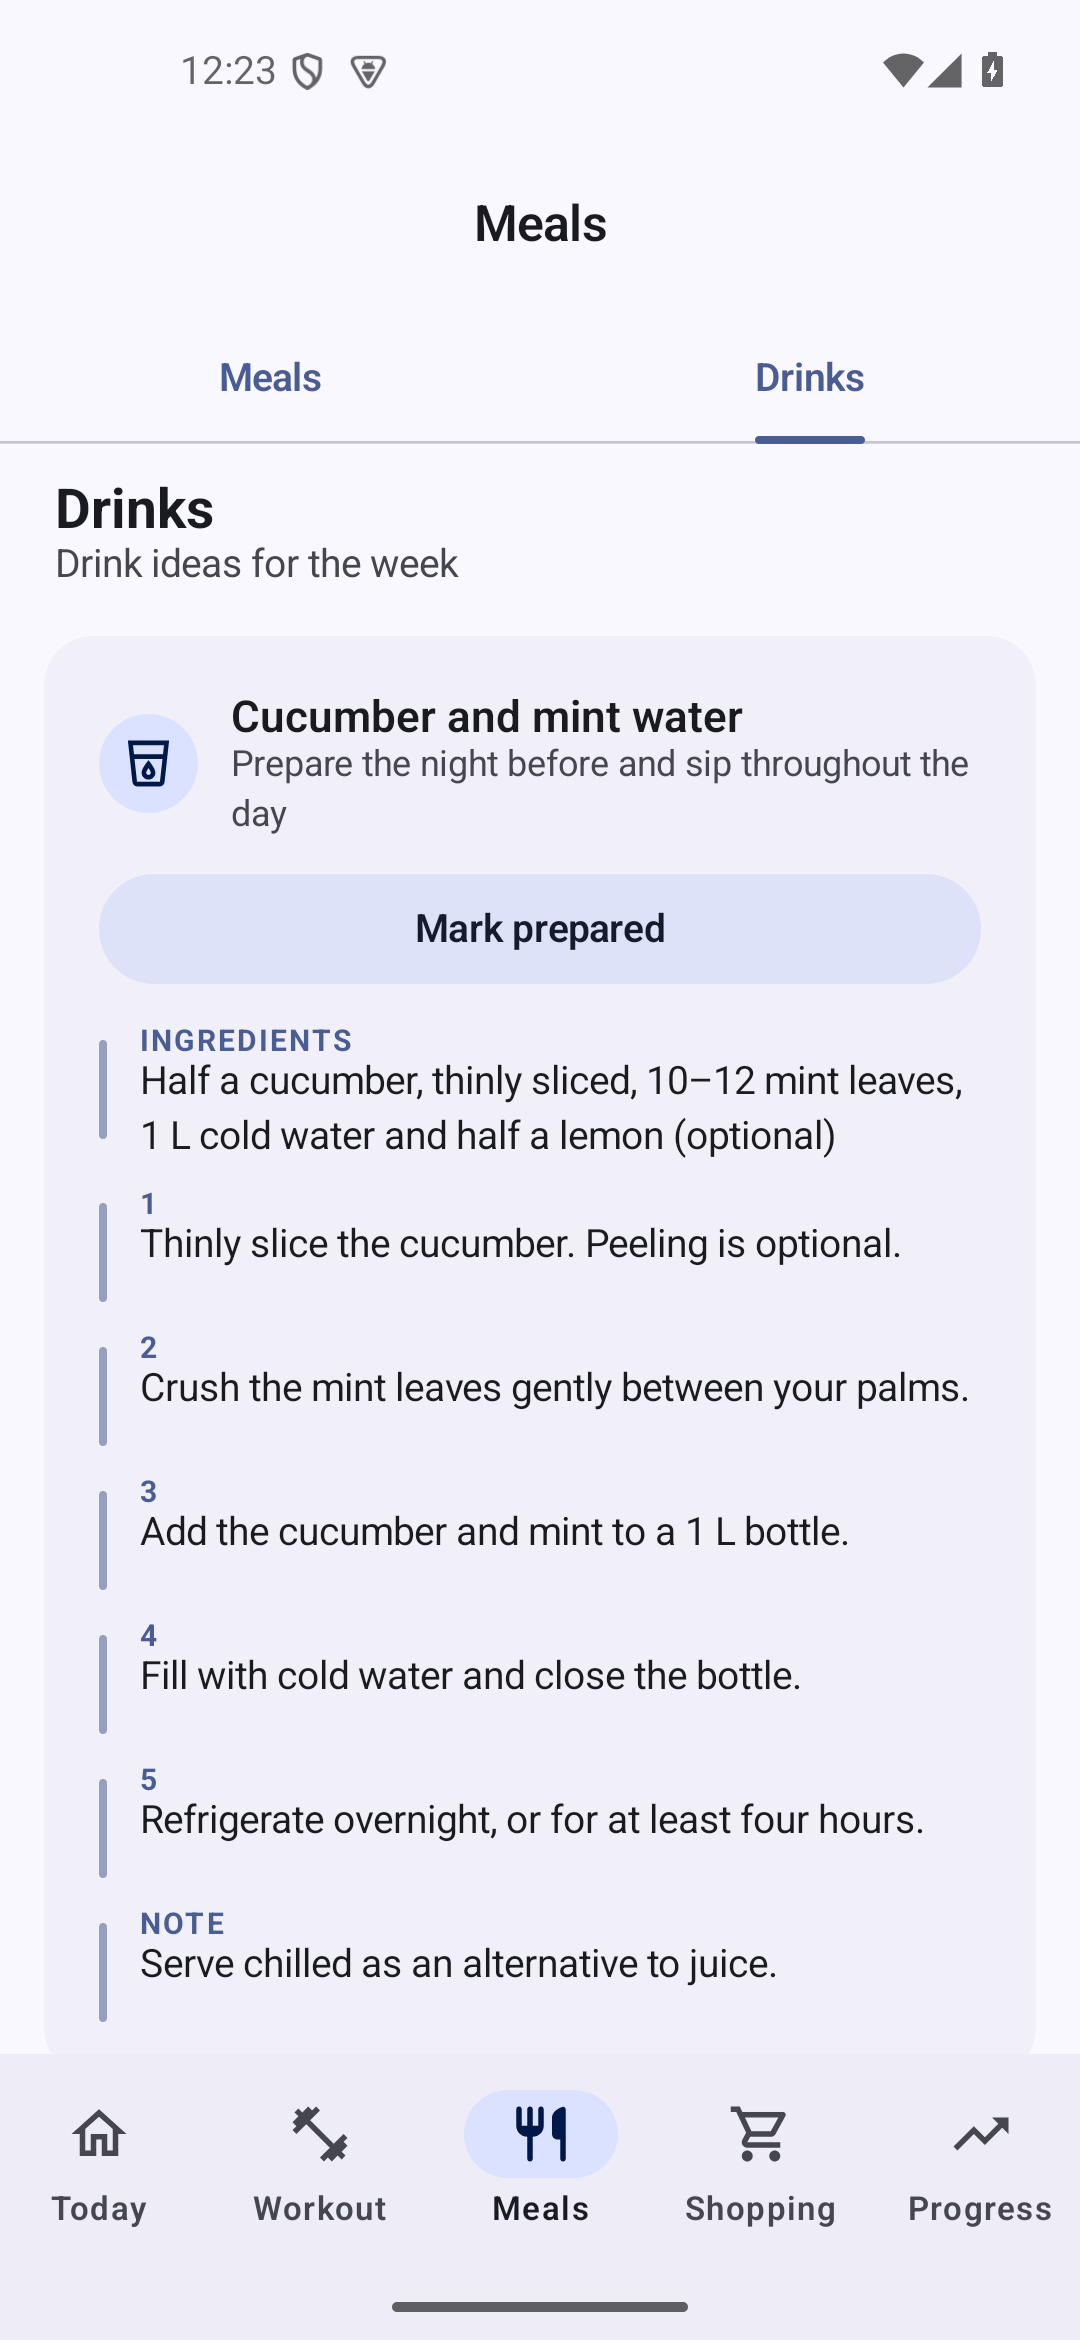 12:23
Meals
Meals
Drinks
Drinks
Drink ideas for the week
Cucumber and mint water
Prepare the night before and sip throughout the
day
Mark prepared
INGREDIENTS
Half a cucumber, thinly sliced, 10–12 mint leaves,
1 L cold water and half a lemon (optional)
1
Thinly slice the cucumber. Peeling is optional.
2
Crush the mint leaves gently between your palms.
3
Add the cucumber and mint to a 1 L bottle.
4
Fill with cold water and close the bottle.
5
Refrigerate overnight, or for at least four hours.
NOTE
Serve chilled as an alternative to juice.
Today
Workout
Meals
Shopping
Progress